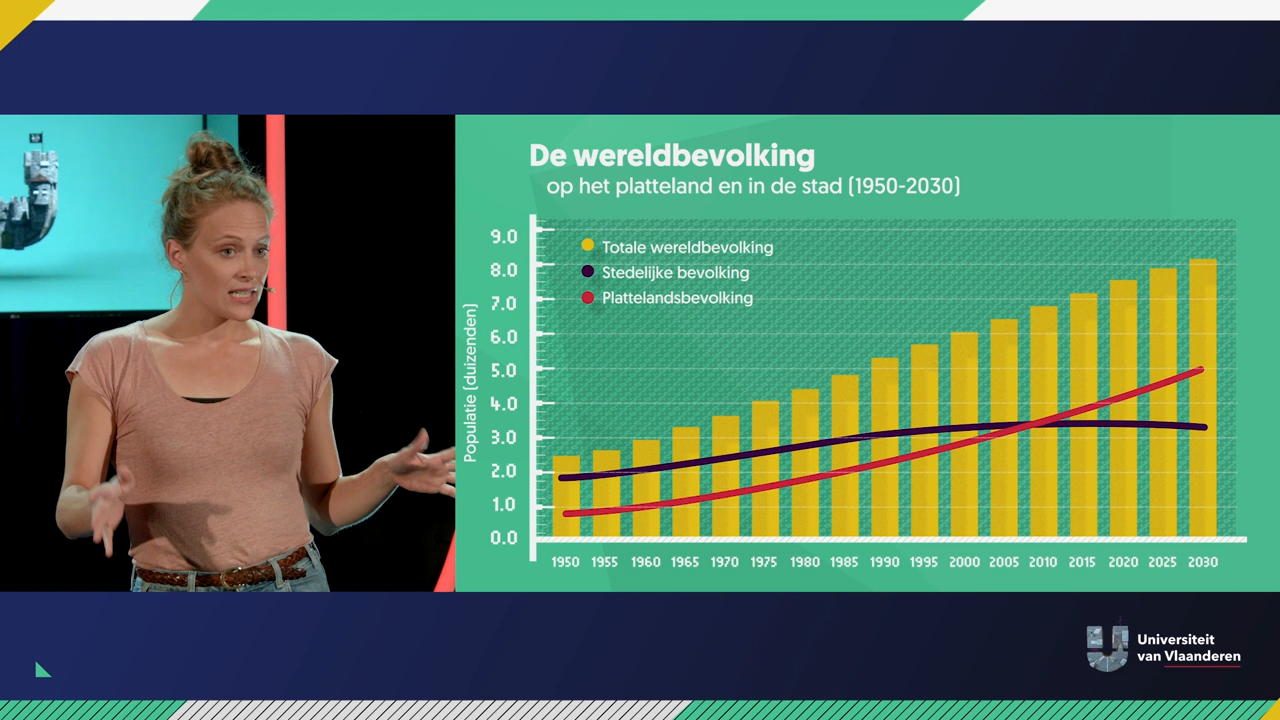 De wereldbevolking
op het platteland en in de stad (1950-2030)
Populatie (duizenden)
9.0
8.0
7.0
6.0
5.0
4.0
3.0
2.0
1.0
0.0
Totale wereldbevolking
Stedelijke bevolking
Plattelandsbevolking
1950 1955 1960 1965 1970 1975 1980 1985 1990 1995 2000 2005 2010 2015 2020 2025 2030
Universiteit
van Vlaanderen